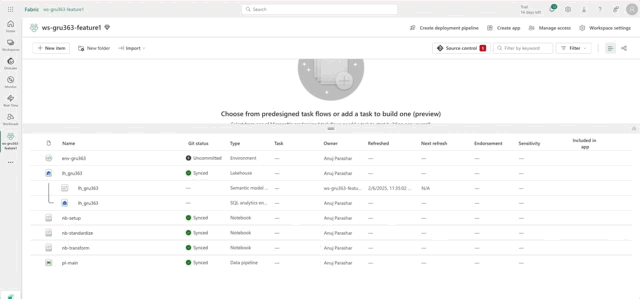 Fabric ws-gru363-feature1
Search
Trial
14 days left
ws-gru363-feature1
Create deployment pipeline
Create app
Manage access
Workspace settings
New item
New folder
Import
Source control 1
Filter by keyword
Filter
Home
Workspaces
OneLake
Monitor
Real-Time
Workloads
ws-gru363-feature1
Choose from predesigned task flows or add a task to build one (preview)
Name Git status Type Task Owner Refreshed Next refresh Endorsement Sensitivity Included in app
env-gru363 Uncommitted Environment — Anuj Parashar — — — — —
lh_gru363 Synced Lakehouse — Anuj Parashar — — — — —
lh_gru363 — Semantic model ... — ws-gru363-featu... 2/6/2025, 11:35:02 ... N/A — —
lh_gru363 — SQL analytics en... — Anuj Parashar — — — —
nb-setup Synced Notebook — Anuj Parashar — — — — —
nb-standardize Synced Notebook — Anuj Parashar — — — — —
nb-transform Synced Notebook — Anuj Parashar — — — — —
pl-main Synced Data pipeline — Anuj Parashar — — — — —